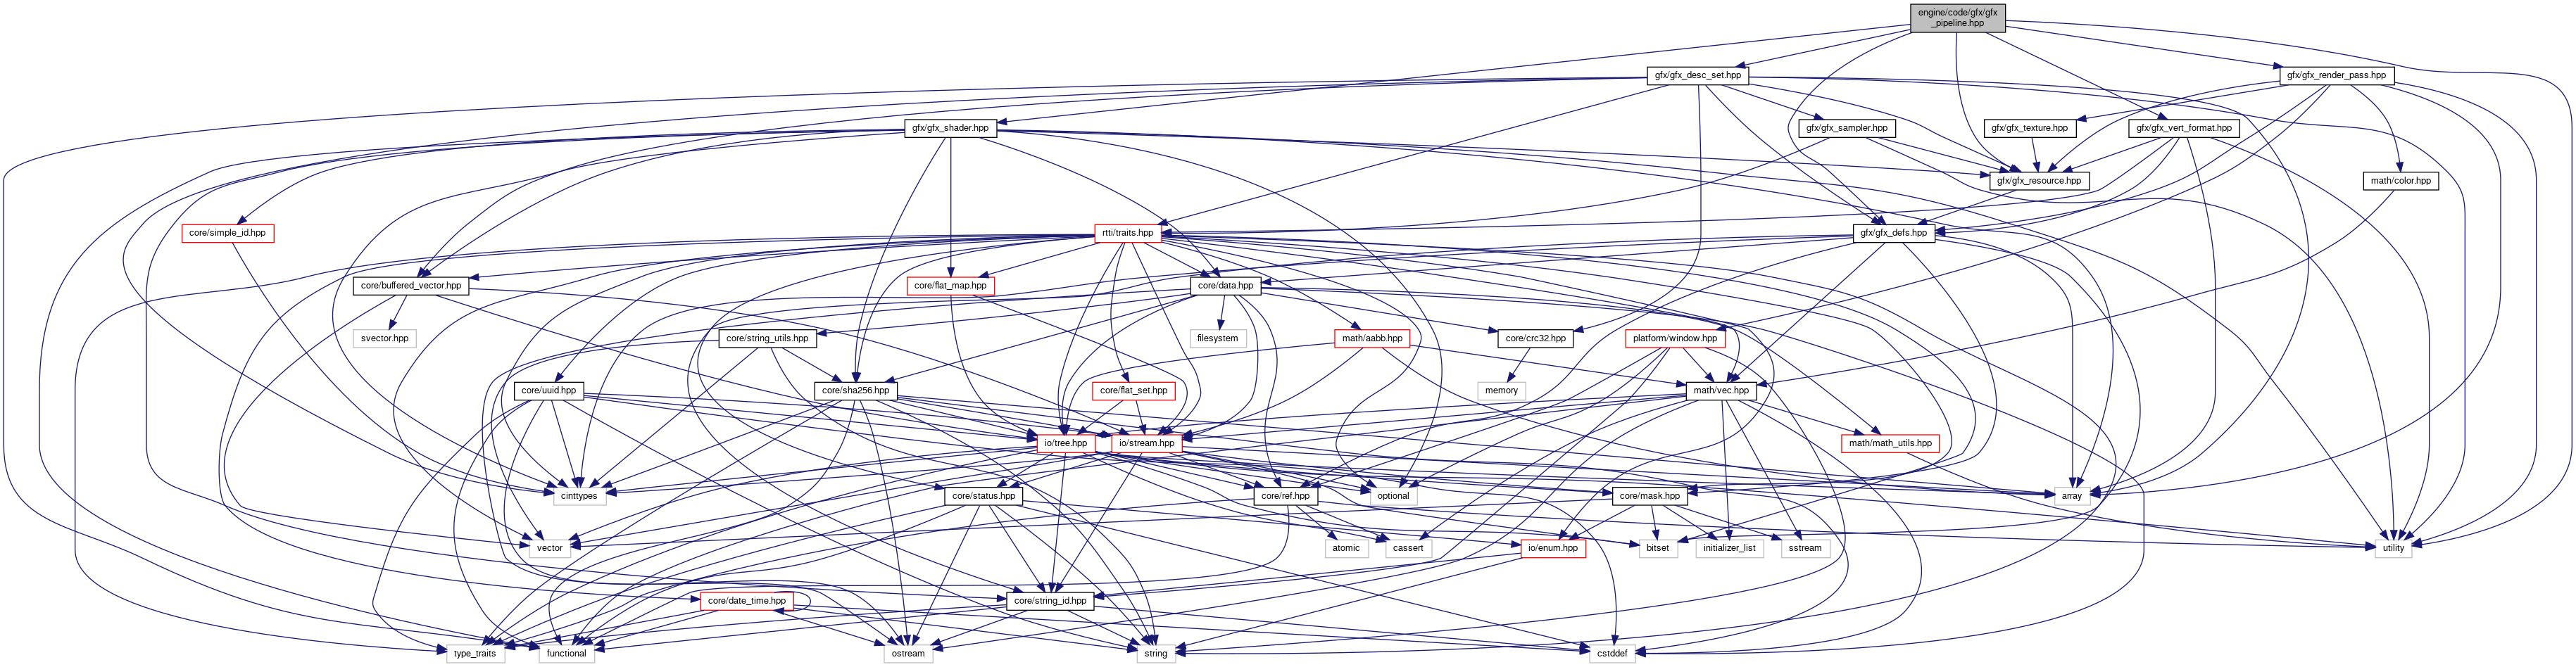 engine/code/gfx/gfx
_pipeline.hpp
gfx/gfx_desc_set.hpp
gfx/gfx_render_pass.hpp
gfx/gfx_shader.hpp
gfx/gfx_sampler.hpp
gfx/gfx_texture.hpp
gfx/gfx_vert_format.hpp
gfx/gfx_resource.hpp
math/color.hpp
core/simple_id.hpp
rtti/traits.hpp
gfx/gfx_defs.hpp
core/buffered_vector.hpp
core/flat_map.hpp
core/data.hpp
svector.hpp
core/string_utils.hpp
filesystem
math/aabb.hpp
core/crc32.hpp
platform/window.hpp
core/uuid.hpp
core/sha256.hpp
core/flat_set.hpp
memory
math/vec.hpp
io/tree.hpp
io/stream.hpp
math/math_utils.hpp
cinttypes
core/status.hpp
core/ref.hpp
optional
core/mask.hpp
array
vector
atomic
cassert
io/enum.hpp
bitset
initializer_list
sstream
utility
core/date_time.hpp
core/string_id.hpp
type_traits
functional
ostream
string
cstddef